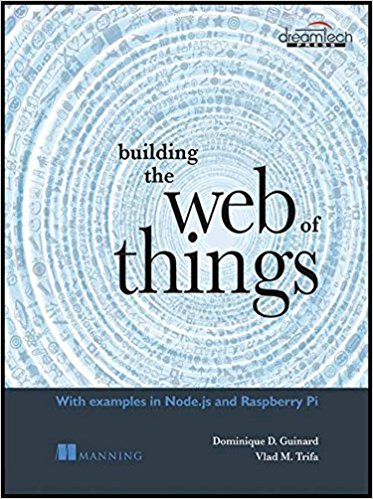 dreamtech
PRESS
building
the
web of
things
With examples in Node.js and Raspberry Pi
Dominique D. Guinard
Vlad M. Trifa
MANNING